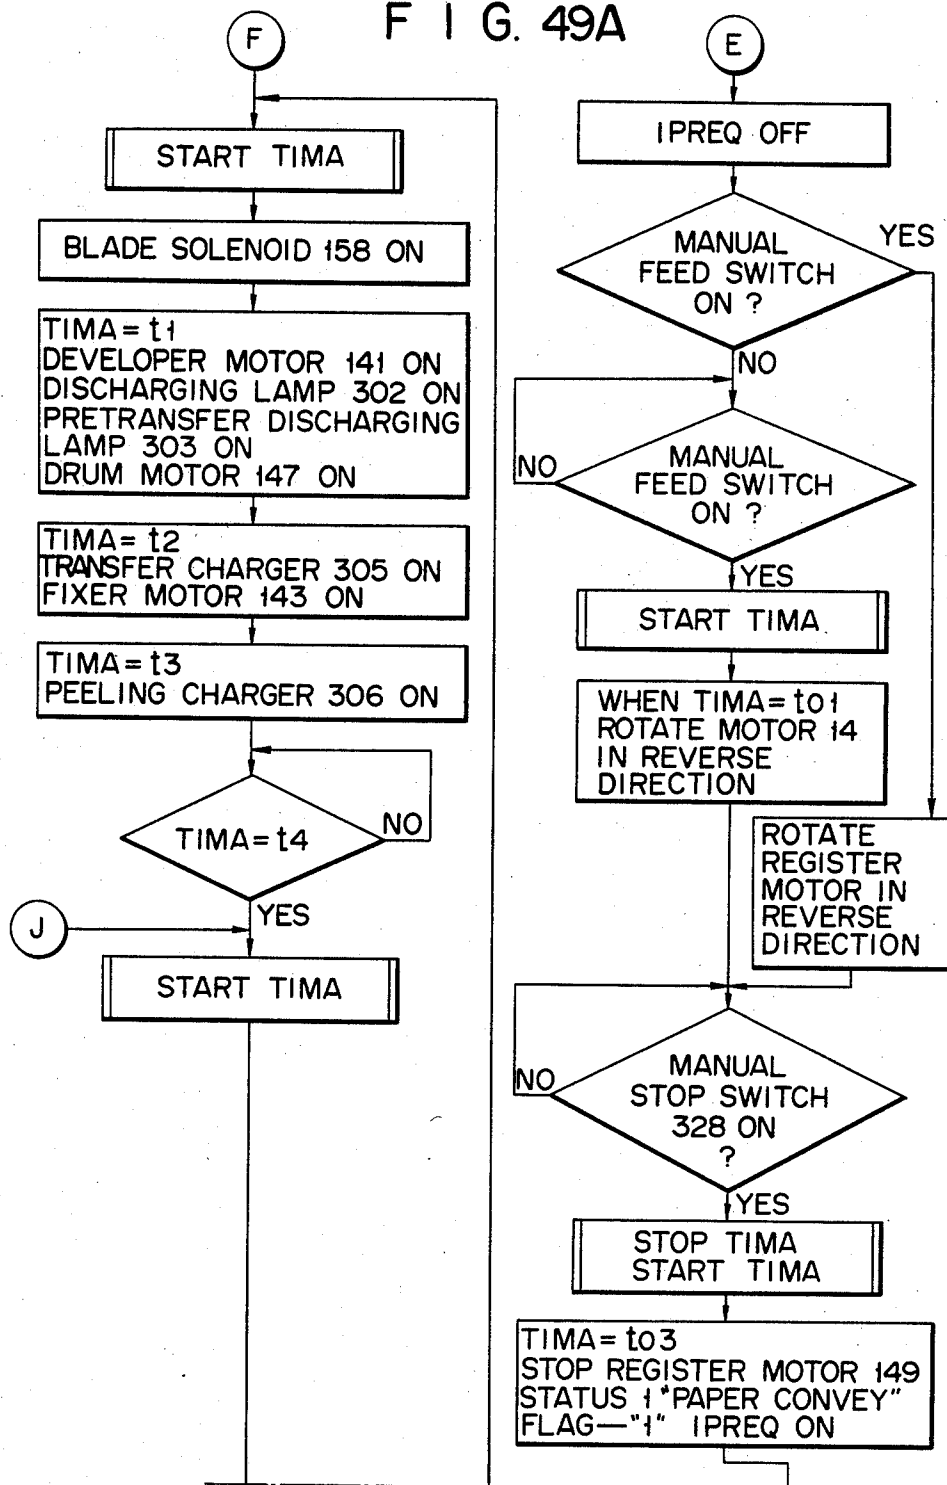 FIG. 49A
F
START TIMA
BLADE SOLENOID 158 ON
TIMA=t1
DEVELOPER MOTOR 141 ON
DISCHARGING LAMP 302 ON
PRETRANSFER DISCHARGING
LAMP 303 ON
DRUM MOTOR 147 ON
TIMA=t2
TRANSFER CHARGER 305 ON
FIXER MOTOR 143 ON
TIMA=t3
PEELING CHARGER 306 ON
TIMA=t4
NO
YES
J
START TIMA
E
IPREQ OFF
MANUAL
FEED SWITCH
ON ?
YES
NO
MANUAL
FEED SWITCH
ON ?
NO
YES
START TIMA
WHEN TIMA=to1
ROTATE MOTOR 14
IN REVERSE
DIRECTION
ROTATE
REGISTER
MOTOR IN
REVERSE
DIRECTION
MANUAL
STOP SWITCH
328 ON
?
NO
YES
STOP TIMA
START TIMA
TIMA=to3
STOP REGISTER MOTOR 149
STATUS 1 "PAPER CONVEY"
FLAG—"1" IPREQ ON